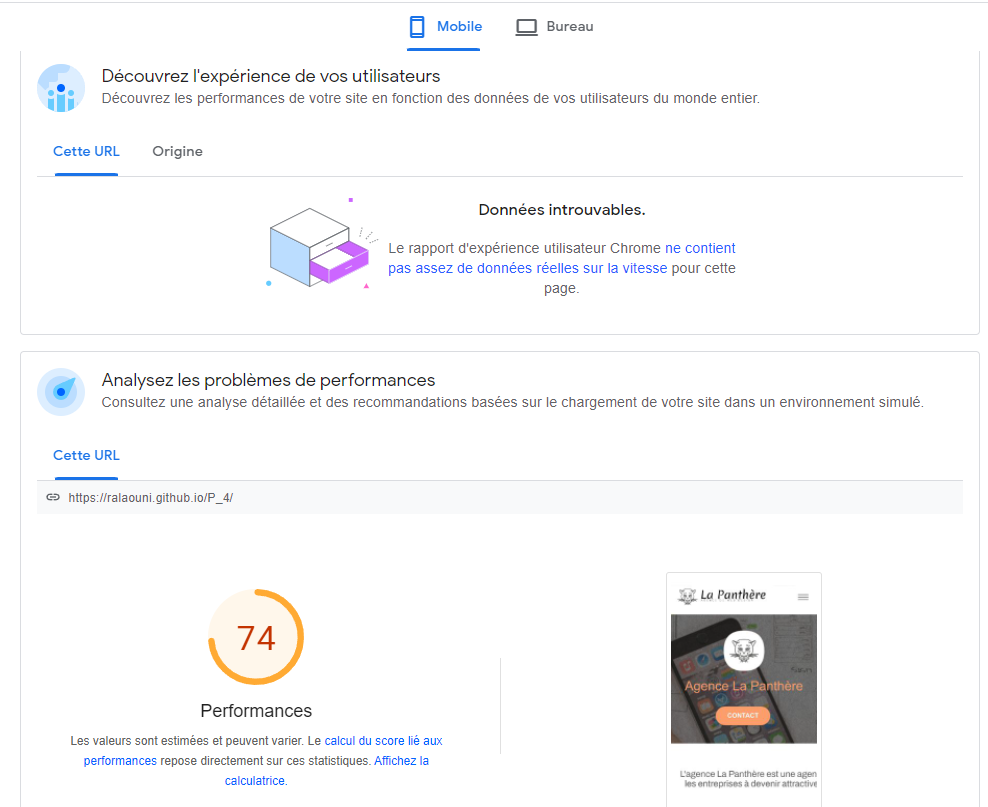 Mobile
Bureau
Découvrez l'expérience de vos utilisateurs
Découvrez les performances de votre site en fonction des données de vos utilisateurs du monde entier.
Cette URL
Origine
Données introuvables.
Le rapport d'expérience utilisateur Chrome ne contient
pas assez de données réelles sur la vitesse pour cette
page.
Analysez les problèmes de performances
Consultez une analyse détaillée et des recommandations basées sur le chargement de votre site dans un environnement simulé.
Cette URL
https://ralaouni.github.io/P_4/
74
Performances
Les valeurs sont estimées et peuvent varier. Le calcul du score lié aux
performances repose directement sur ces statistiques. Affichez la
calculatrice.
La Panthère
Agence La Panthère
CONTACT
L'agence La Panthère est une agen
les entreprises à devenir attractive